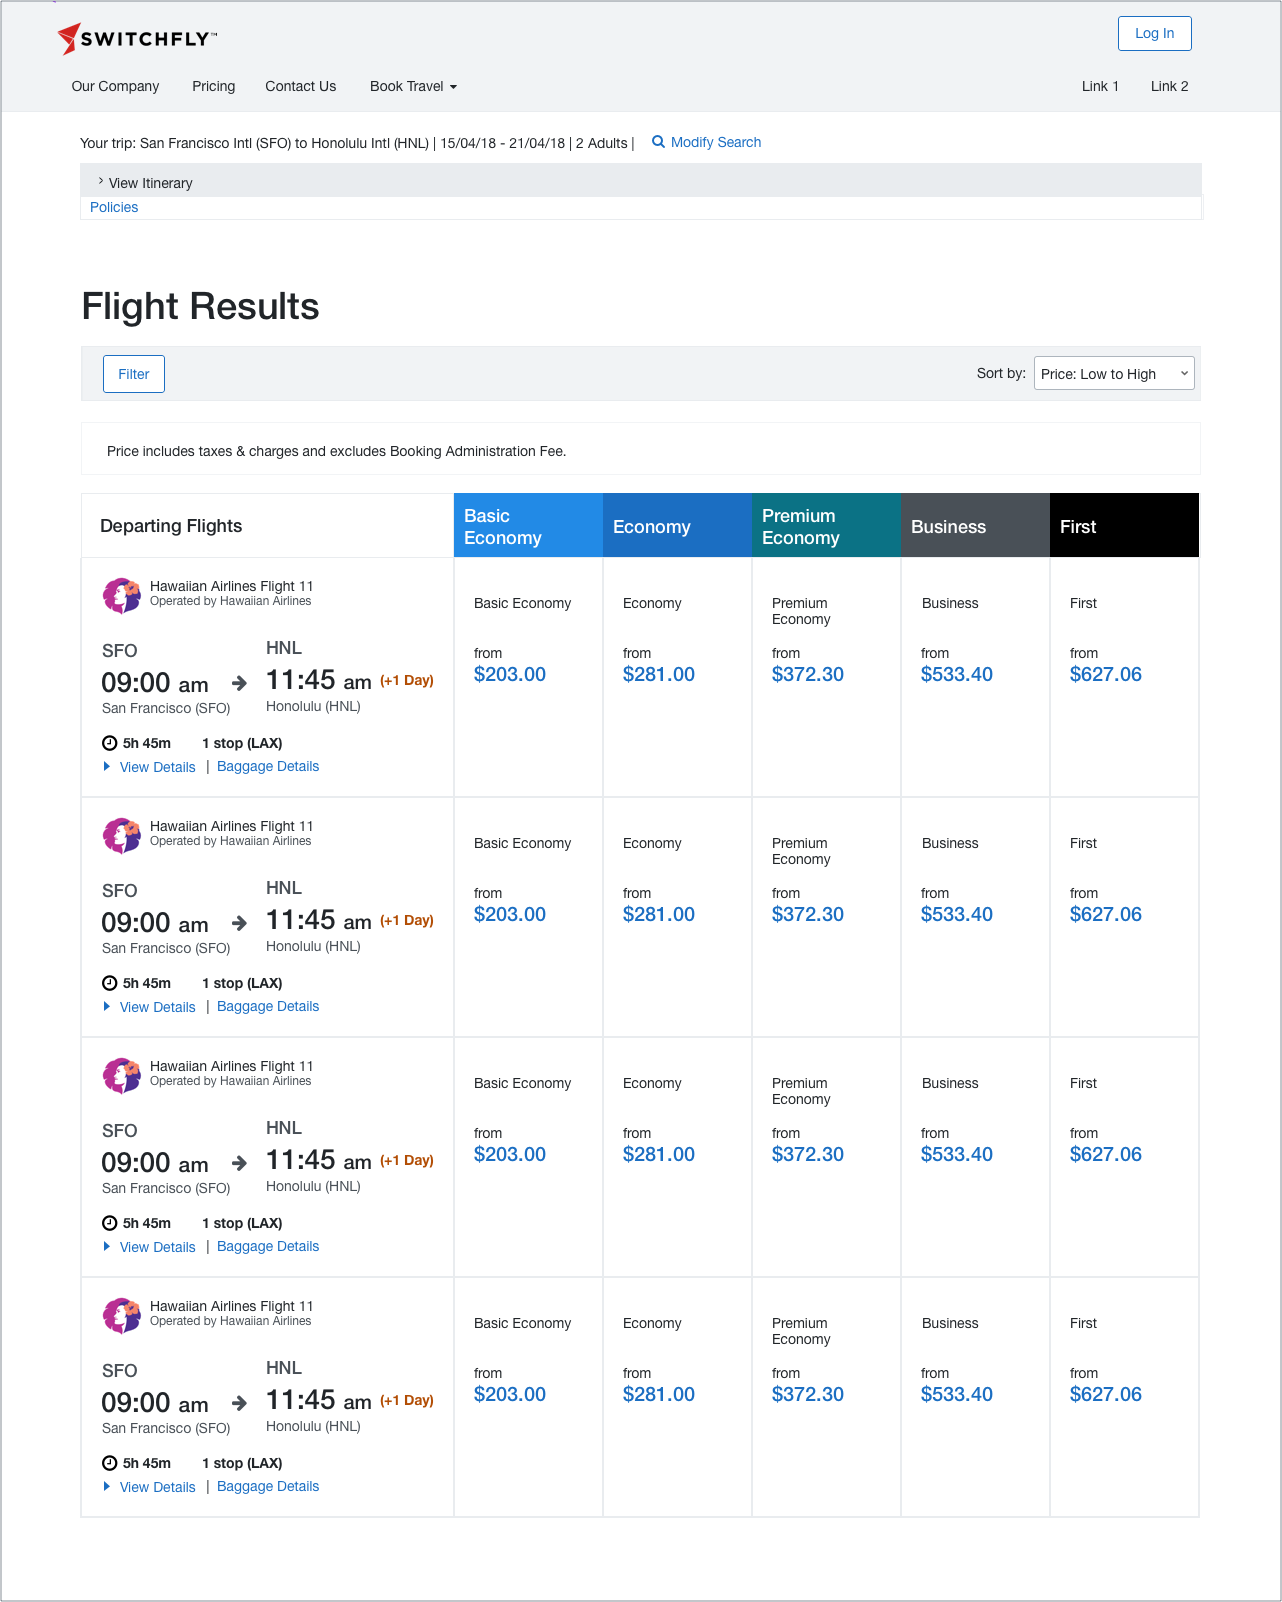 SWITCHFLY™
Log In
Our Company Pricing Contact Us Book Travel Link 1 Link 2
Your trip: San Francisco Intl (SFO) to Honolulu Intl (HNL) | 15/04/18 - 21/04/18 | 2 Adults | Modify Search
View Itinerary
Policies
Flight Results
Filter Sort by: Price: Low to High
Price includes taxes & charges and excludes Booking Administration Fee.
Departing Flights Basic Economy Economy Premium Economy Business First
Hawaiian Airlines Flight 11
Operated by Hawaiian Airlines
Basic Economy Economy Premium Economy Business First
SFO HNL
from from from from from
09:00 am 11:45 am (+1 Day) $203.00 $281.00 $372.30 $533.40 $627.06
San Francisco (SFO) Honolulu (HNL)
5h 45m 1 stop (LAX)
View Details | Baggage Details
Hawaiian Airlines Flight 11
Operated by Hawaiian Airlines
Basic Economy Economy Premium Economy Business First
SFO HNL
from from from from from
09:00 am 11:45 am (+1 Day) $203.00 $281.00 $372.30 $533.40 $627.06
San Francisco (SFO) Honolulu (HNL)
5h 45m 1 stop (LAX)
View Details | Baggage Details
Hawaiian Airlines Flight 11
Operated by Hawaiian Airlines
Basic Economy Economy Premium Economy Business First
SFO HNL
from from from from from
09:00 am 11:45 am (+1 Day) $203.00 $281.00 $372.30 $533.40 $627.06
San Francisco (SFO) Honolulu (HNL)
5h 45m 1 stop (LAX)
View Details | Baggage Details
Hawaiian Airlines Flight 11
Operated by Hawaiian Airlines
Basic Economy Economy Premium Economy Business First
SFO HNL
from from from from from
09:00 am 11:45 am (+1 Day) $203.00 $281.00 $372.30 $533.40 $627.06
San Francisco (SFO) Honolulu (HNL)
5h 45m 1 stop (LAX)
View Details | Baggage Details